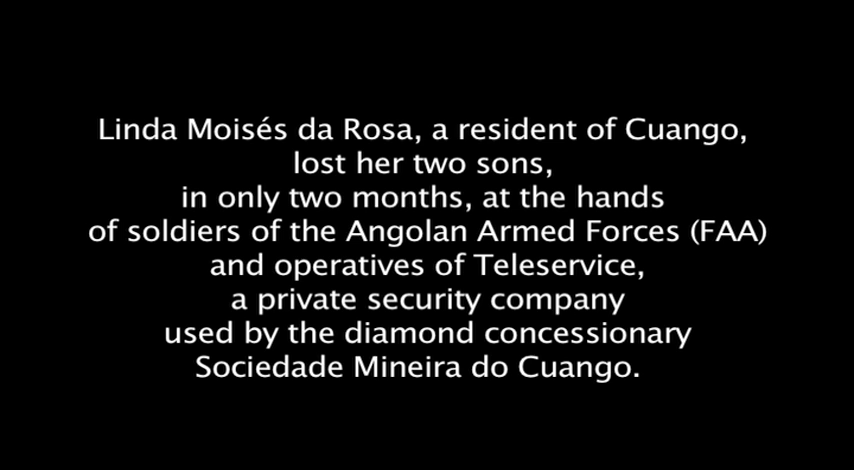 Linda Moisés da Rosa, a resident of Cuango,
lost her two sons,
in only two months, at the hands
of soldiers of the Angolan Armed Forces (FAA)
and operatives of Teleservice,
a private security company
used by the diamond concessionary
Sociedade Mineira do Cuango.